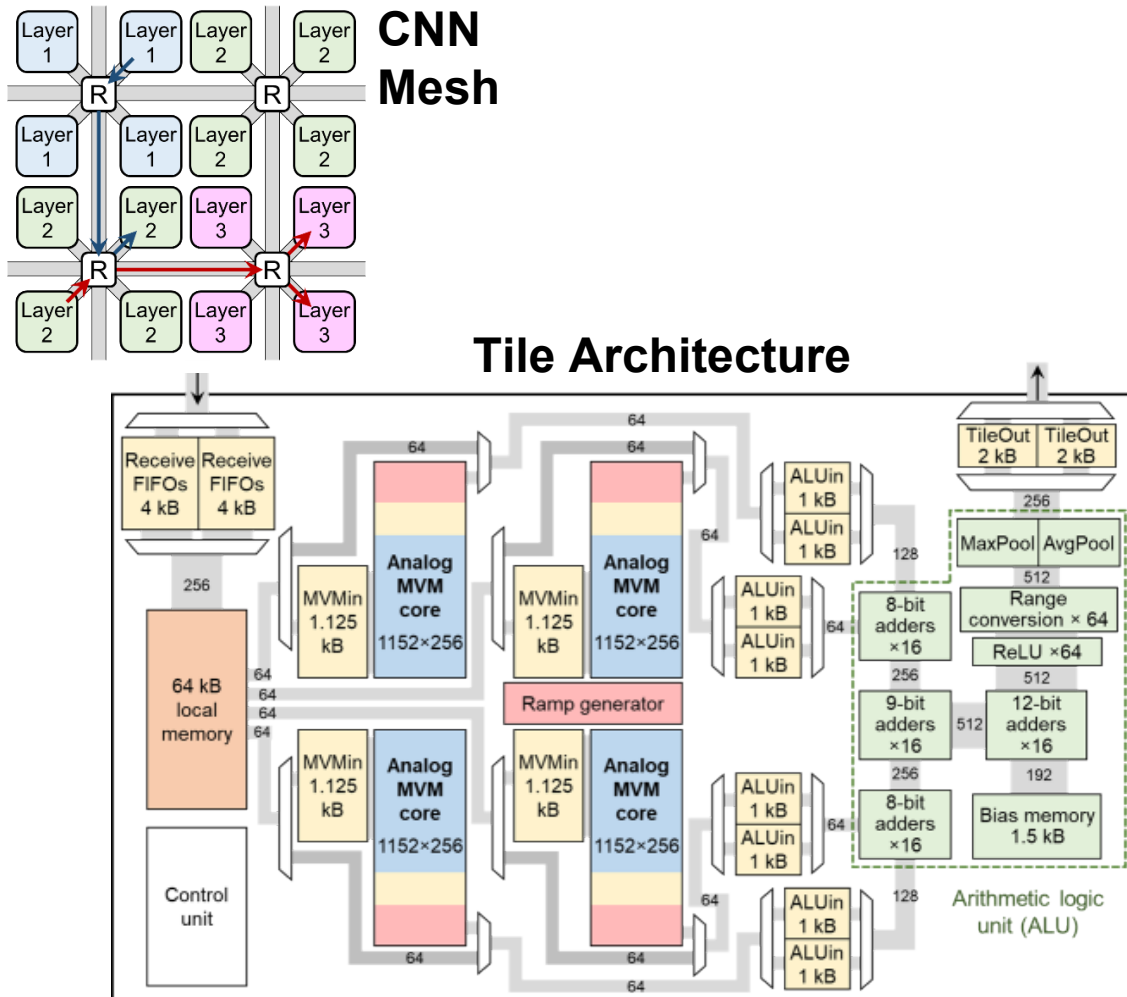 CNN
Mesh
Layer
1
Layer
1
Layer
2
Layer
2
R
R
Layer
1
Layer
1
Layer
2
Layer
2
Layer
2
Layer
2
Layer
3
Layer
3
R
R
Layer
2
Layer
2
Layer
3
Layer
3
Tile Architecture
Receive
FIFOs
4 kB
Receive
FIFOs
4 kB
256
64 kB
local
memory
Control
unit
64
64
64
64
MVMin
1.125
kB
64
Analog
MVM
core
1152×256
MVMin
1.125
kB
64
Analog
MVM
core
1152×256
64
64
Ramp generator
MVMin
1.125
kB
Analog
MVM
core
1152×256
64
MVMin
1.125
kB
Analog
MVM
core
1152×256
64
64
64
ALUin
1 kB
ALUin
1 kB
128
ALUin
1 kB
ALUin
1 kB
64
ALUin
1 kB
ALUin
1 kB
64
ALUin
1 kB
ALUin
1 kB
128
8-bit
adders
×16
256
9-bit
adders
×16
512
256
8-bit
adders
×16
TileOut
2 kB
TileOut
2 kB
256
MaxPool
AvgPool
512
Range
conversion × 64
ReLU ×64
512
12-bit
adders
×16
192
Bias memory
1.5 kB
Arithmetic logic
unit (ALU)